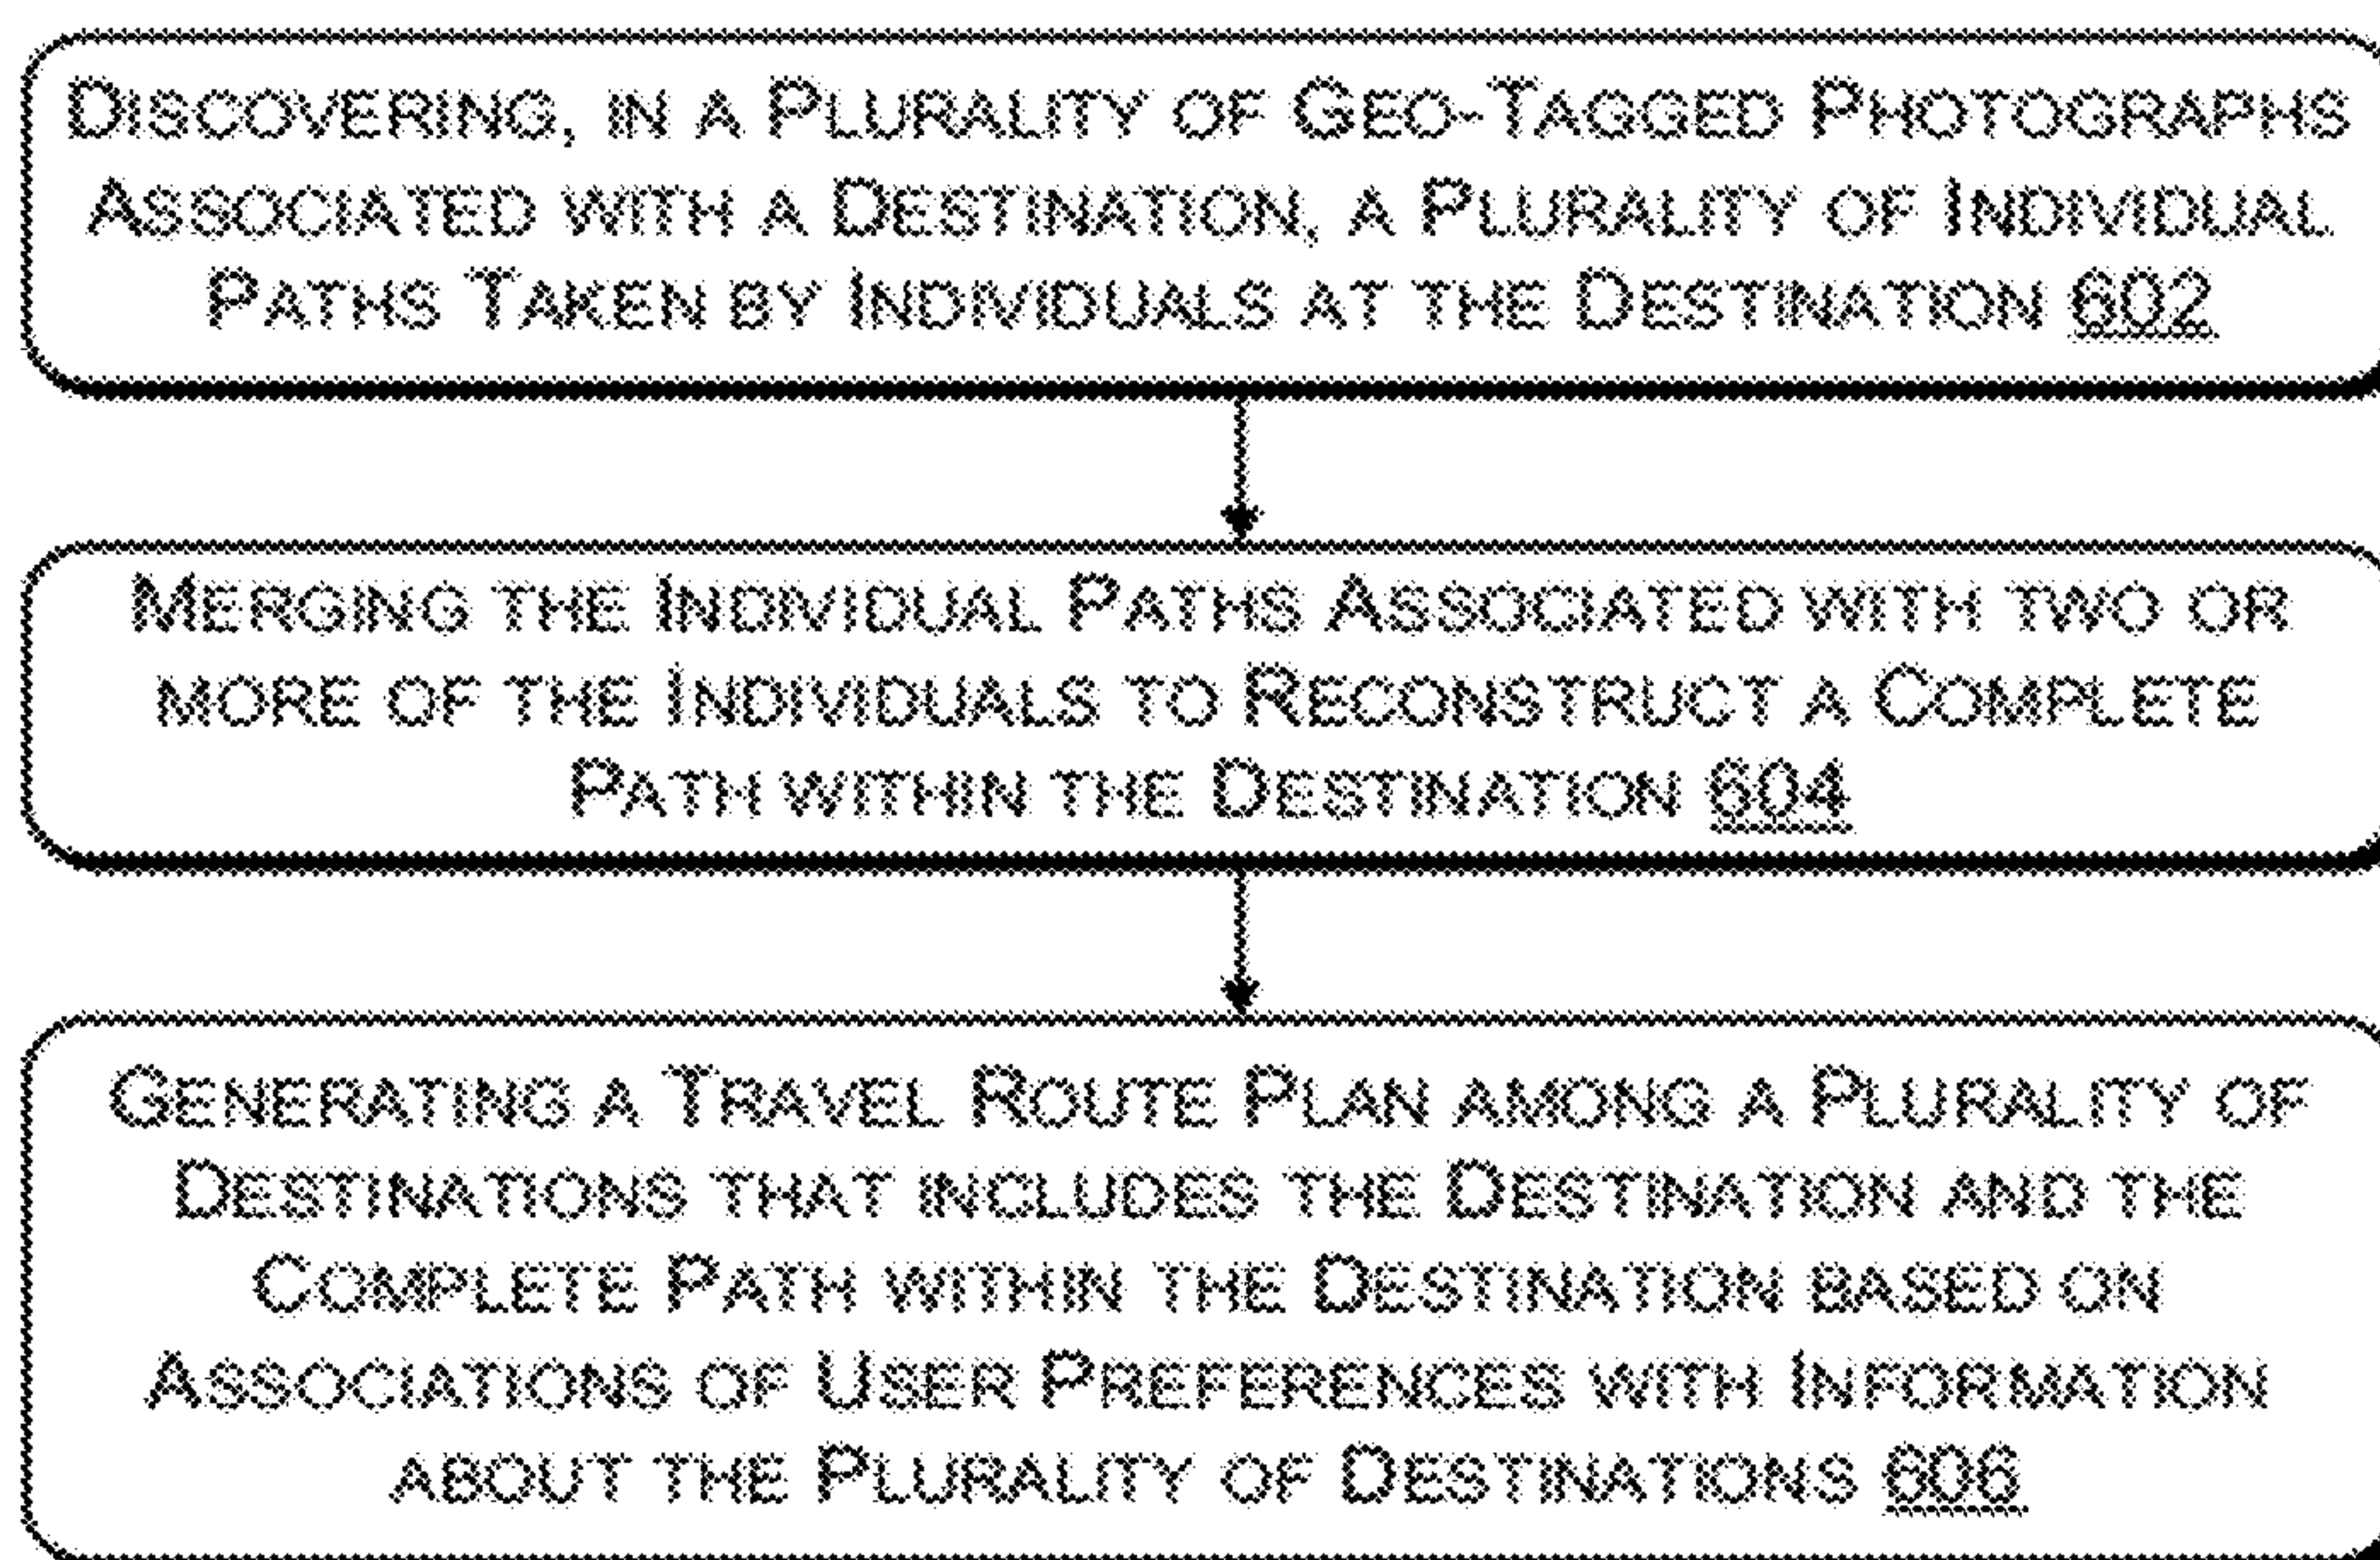 Discovering, in a Plurality of Geo-Tagged Photographs
Associated with a Destination, a Plurality of Individual
Paths Taken by Individuals at the Destination 602
Merging the Individual Paths Associated with two or
more of the Individuals to Reconstruct a Complete
Path within the Destination 604
Generating a Travel Route Plan among a Plurality of
Destinations that includes the Destination and the
Complete Path within the Destination based on
Associations of User Preferences with Information
about the Plurality of Destinations 606